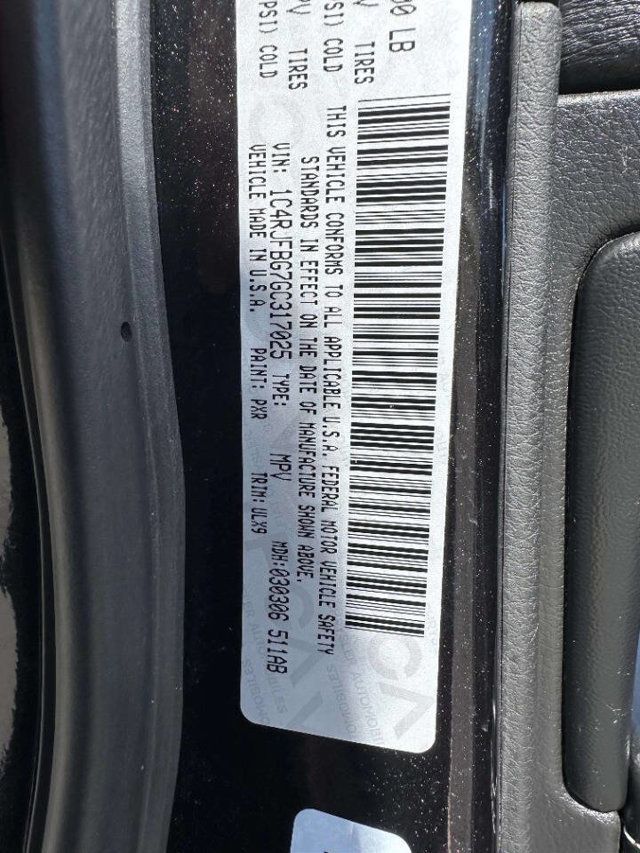 00 LB
V TIRES
SI) COLD
PV TIRES
PSI) COLD
THIS VEHICLE CONFORMS TO ALL APPLICABLE U.S.A. FEDERAL MOTOR VEHICLE SAFETY
STANDARDS IN EFFECT ON THE DATE OF MANUFACTURE SHOWN ABOVE.
VIN: 1C4RJFBG7GC317025 TYPE: MPV MDH:030306 511AB
VEHICLE MADE IN U.S.A. PAINT: PXR TRIM: ULX9